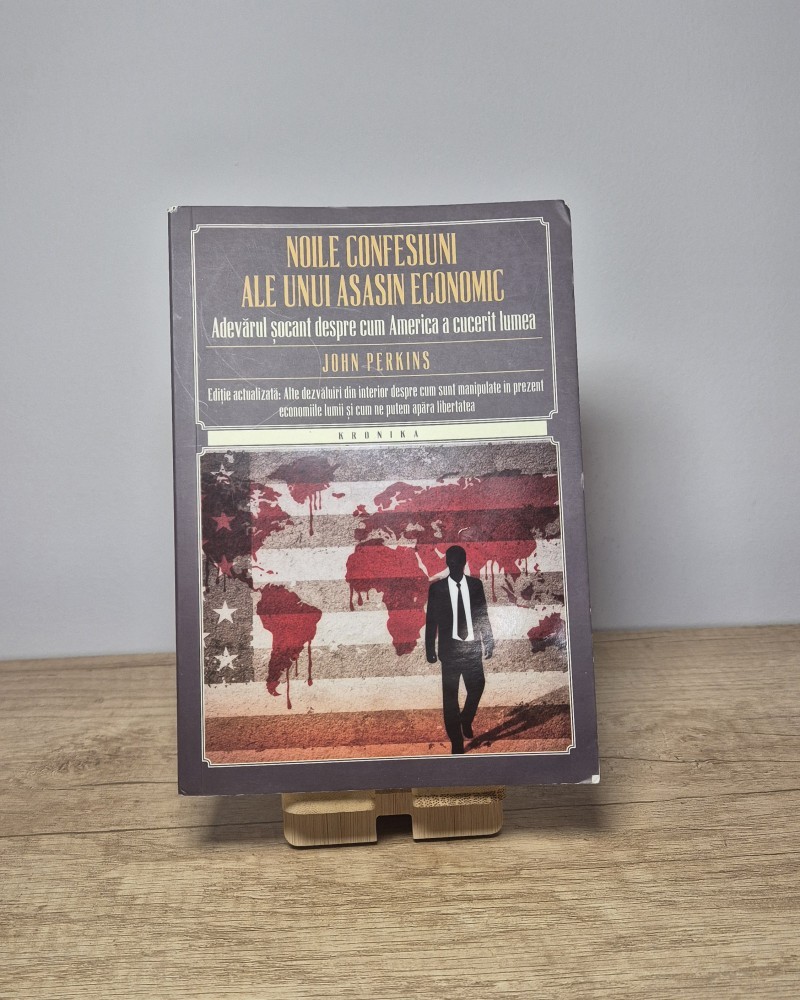 NOILE CONFESIUNI
ALE UNUI ASASIN ECONOMIC
Adevărul șocant despre cum America a cucerit lumea
JOHN PERKINS
Ediție actualizată: Alte dezvăluiri din interior despre cum sunt manipulate în prezent
economiile lumii și cum ne putem apăra libertatea
KRONIKA